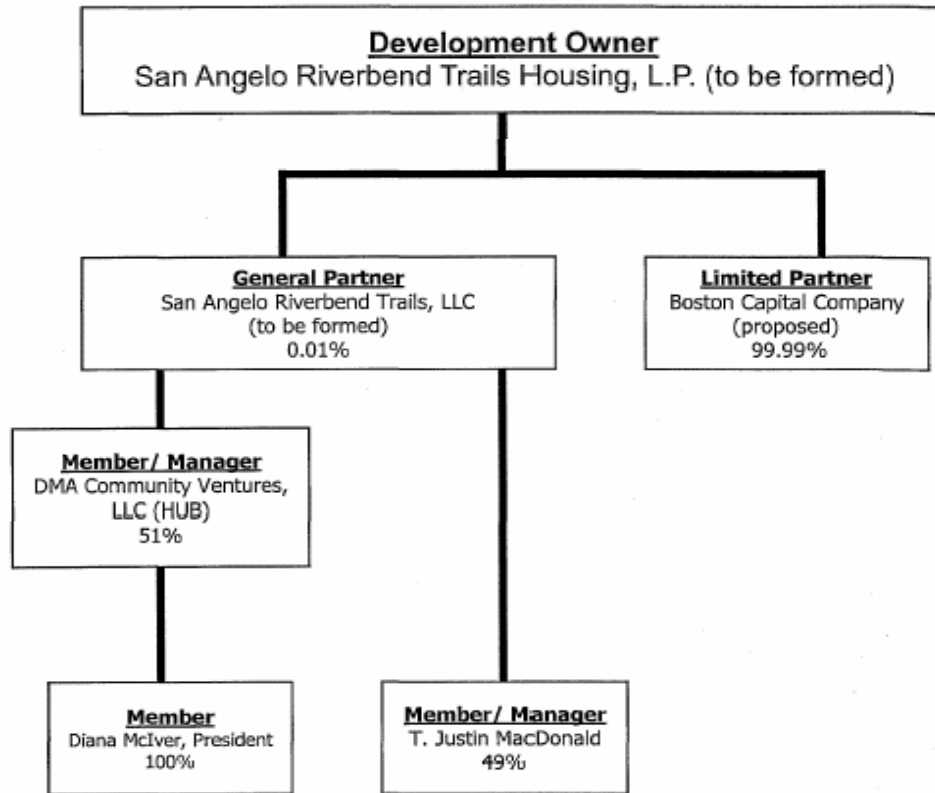 Development Owner
San Angelo Riverbend Trails Housing, L.P. (to be formed)
General Partner
San Angelo Riverbend Trails, LLC
(to be formed)
0.01%
Limited Partner
Boston Capital Company
(proposed)
99.99%
Member/ Manager
DMA Community Ventures,
LLC (HUB)
51%
Member
Diana McIver, President
100%
Member/ Manager
T. Justin MacDonald
49%